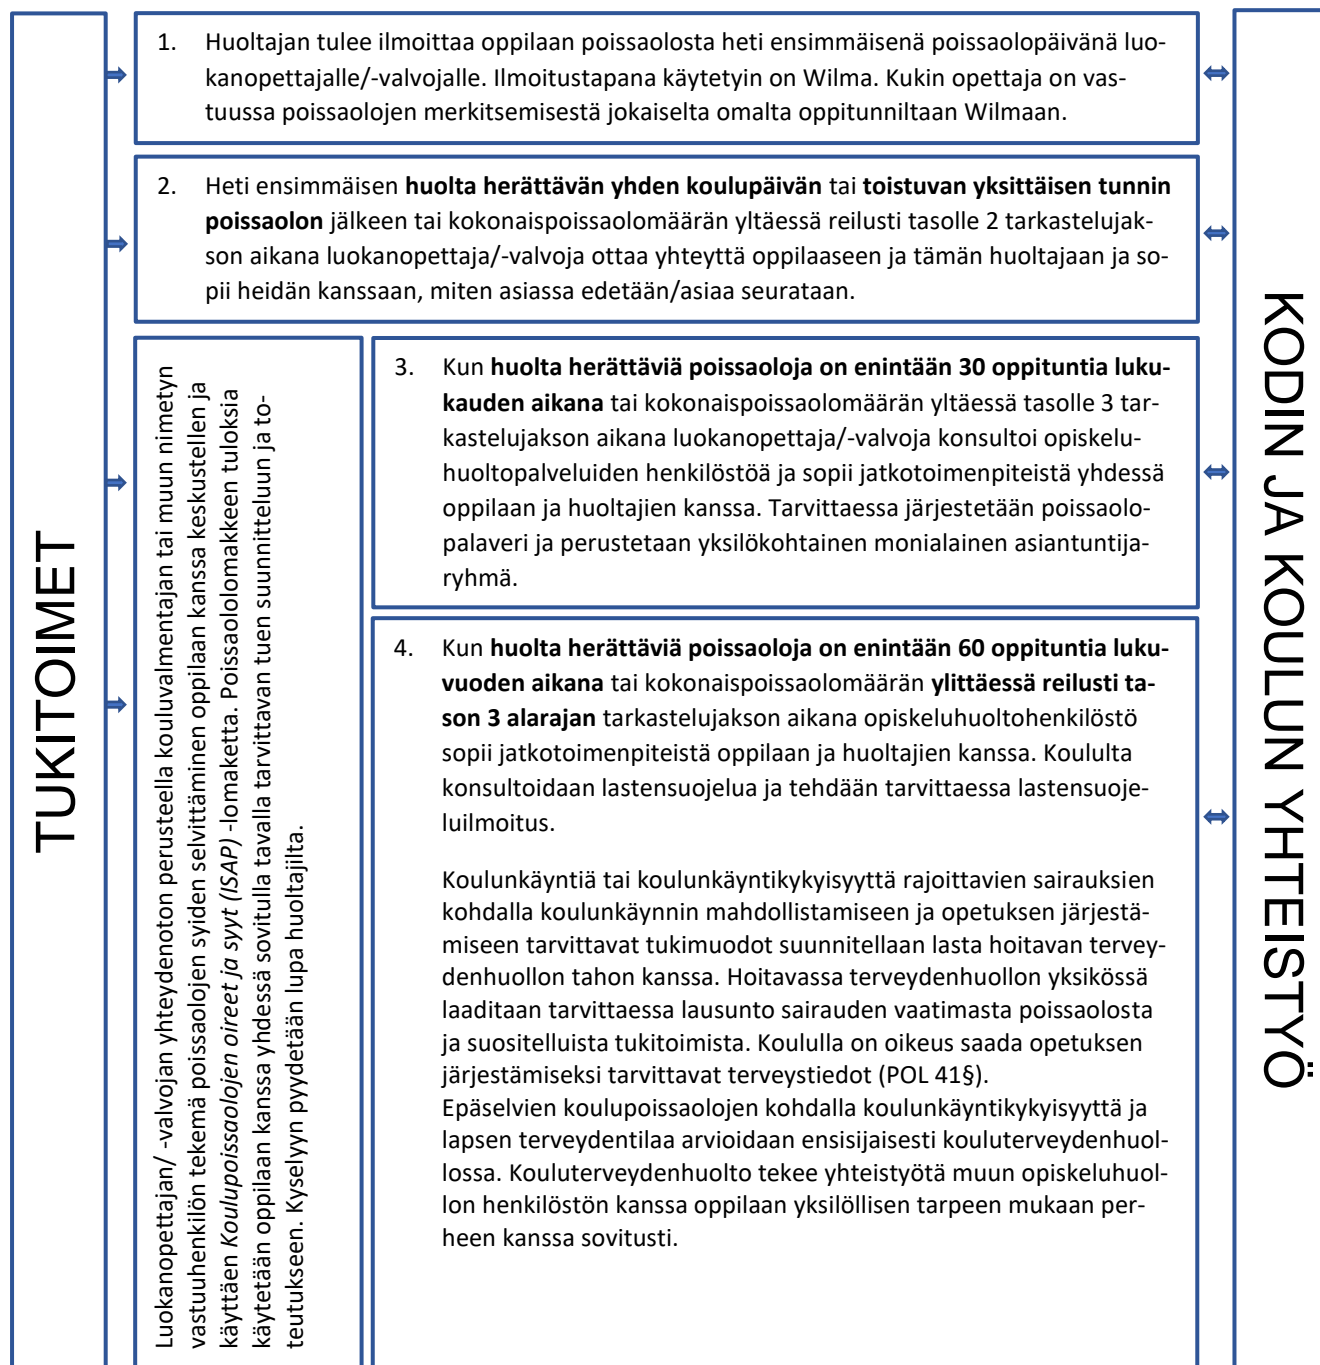 TUKITOIMET
1. Huoltajan tulee ilmoittaa oppilaan poissaolosta heti ensimmäisenä poissaolopäivänä luo-
kanopettajalle/-valvojalle. Ilmoitustapana käytetyin on Wilma. Kukin opettaja on vas-
tuussa poissaolojen merkitsemisestä jokaiselta omalta oppitunniltaan Wilmaan.
2. Heti ensimmäisen huolta herättävän yhden koulupäivän tai toistuvan yksittäisen tunnin
poissaolon jälkeen tai kokonaispoissaolomäärän yltäessä reilusti tasolle 2 tarkastelujak-
son aikana luokanopettaja/-valvoja ottaa yhteyttä oppilaaseen ja tämän huoltajaan ja so-
pii heidän kanssaan, miten asiassa edetään/asiaa seurataan.
Luokanopettajan/ -valvojan yhteydenoton perusteella kouluvalmentajan tai muun nimetyn
vastuuhenkilön tekemä poissaolojen syiden selvittäminen oppilaan kanssa keskustellen ja
käyttäen Koulupoissaolojen oireet ja syyt (ISAP) -lomaketta. Poissaololomakkeen tuloksia
käytetään oppilaan kanssa yhdessä sovitulla tavalla tarvittavan tuen suunnitteluun ja to-
teutukseen. Kyselyyn pyydetään lupa huoltajilta.
3. Kun huolta herättäviä poissaoloja on enintään 30 oppituntia luku-
kauden aikana tai kokonaispoissaolomäärän yltäessä tasolle 3 tar-
kastelujakson aikana luokanopettaja/-valvoja konsultoi opiskelu-
huoltopalveluiden henkilöstöä ja sopii jatkotoimenpiteistä yhdessä
oppilaan ja huoltajien kanssa. Tarvittaessa järjestetään poissaolo-
palaveri ja perustetaan yksilökohtainen monialainen asiantuntija-
ryhmä.
4. Kun huolta herättäviä poissaoloja on enintään 60 oppituntia luku-
vuoden aikana tai kokonaispoissaolomäärän ylittäessä reilusti ta-
son 3 alarajan tarkastelujakson aikana opiskeluhuoltohenkilöstö
sopii jatkotoimenpiteistä oppilaan ja huoltajien kanssa. Koululta
konsultoidaan lastensuojelua ja tehdään tarvittaessa lastensuoje-
luilmoitus.
Koulunkäyntiä tai koulunkäyntikykyisyyttä rajoittavien sairauksien
kohdalla koulunkäynnin mahdollistamiseen ja opetuksen järjestä-
miseen tarvittavat tukimuodot suunnitellaan lasta hoitavan tervey-
denhuollon tahon kanssa. Hoitavassa terveydenhuollon yksikössä
laaditaan tarvittaessa lausunto sairauden vaatimasta poissaolosta
ja suositelluista tukitoimista. Koululla on oikeus saada opetuksen
järjestämiseksi tarvittavat terveystiedot (POL 41§).
Epäselvien koulupoissaolojen kohdalla koulunkäyntikykyisyyttä ja
lapsen terveydentilaa arvioidaan ensisijaisesti kouluterveydenhuol-
lossa. Kouluterveydenhuolto tekee yhteistyötä muun opiskeluhuol-
lon henkilöstön kanssa oppilaan yksilöllisen tarpeen mukaan per-
heen kanssa sovitusti.
KODIN JA KOULUN YHTEISTYÖ